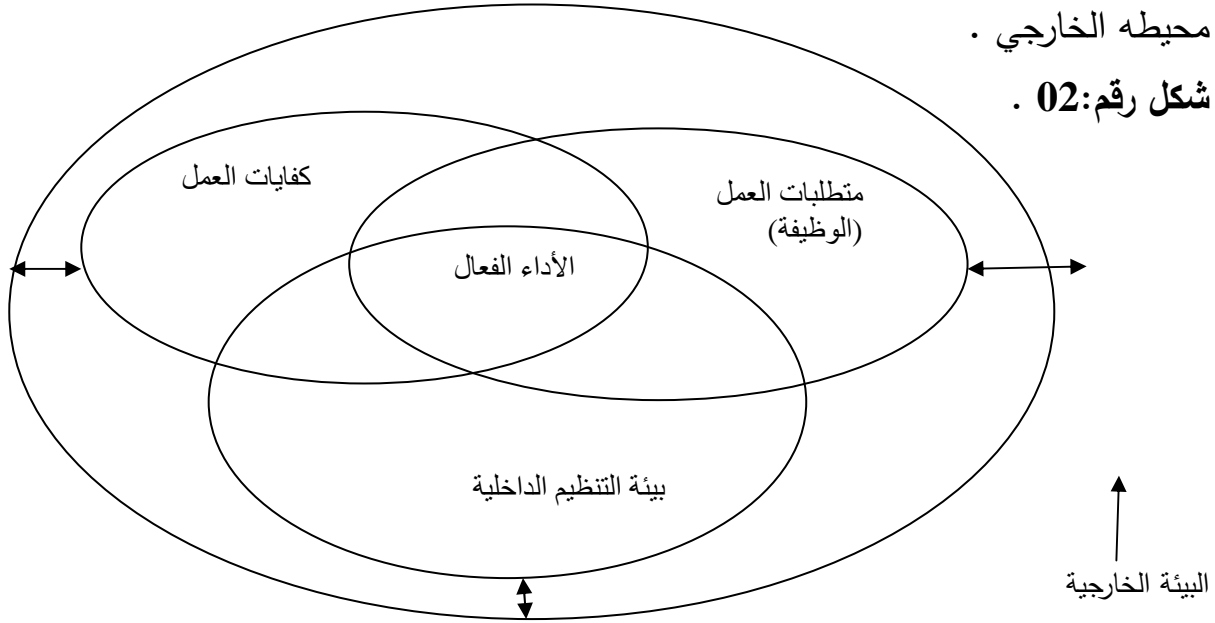 محيطه الخارجي .
شكل رقم:02 .
متطلبات العمل
(الوظيفة)
كفايات العمل
الأداء الفعال
بيئة التنظيم الداخلية
البيئة الخارجية